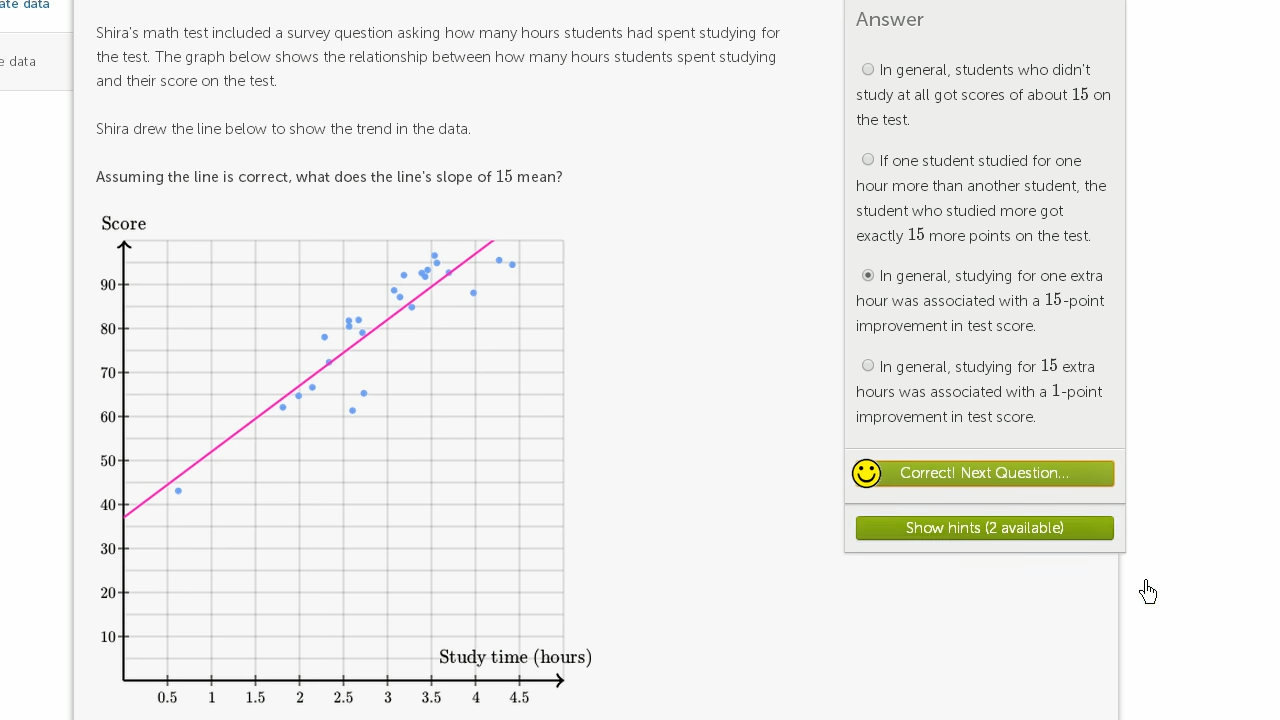 ate data
e data
Shira's math test included a survey question asking how many hours students had spent studying for
the test. The graph below shows the relationship between how many hours students spent studying
and their score on the test.
Shira drew the line below to show the trend in the data.
Assuming the line is correct, what does the line's slope of 15 mean?
Score
90
80
70
60
50
40
30
20
10
Study time (hours)
0.5 1 1.5 2 2.5 3 3.5 4 4.5
Answer
In general, students who didn't
study at all got scores of about 15 on
the test.
If one student studied for one
hour more than another student, the
student who studied more got
exactly 15 more points on the test.
In general, studying for one extra
hour was associated with a 15-point
improvement in test score.
In general, studying for 15 extra
hours was associated with a 1-point
improvement in test score.
Correct! Next Question...
Show hints (2 available)